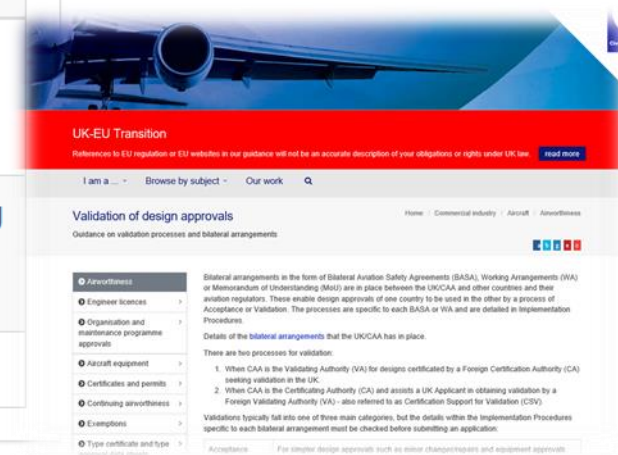 UK-EU Transition
References to EU regulation or EU websites in our guidance will not be an accurate description of your obligations or rights under UK law.
read more
I am a ...
Browse by subject
Our work
Validation of design approvals
Home / Commercial industry / Aircraft / Airworthiness
Guidance on validation processes and bilateral arrangements
Airworthiness
Engineer licences
Organisation and
maintenance programme
approvals
Aircraft equipment
Certificates and permits
Continuing airworthiness
Exemptions
Type certificate and type
Bilateral arrangements in the form of Bilateral Aviation Safety Agreements (BASA), Working Arrangements (WA)
or Memorandum of Understanding (MoU) are in place between the UK/CAA and other countries and their
aviation regulators. These enable design approvals of one country to be used in the other by a process of
Acceptance or Validation. The processes are specific to each BASA or WA and are detailed in Implementation
Procedures.
Details of the bilateral arrangements that the UK/CAA has in place.
There are two processes for validation:
1. When CAA is the Validating Authority (VA) for designs certificated by a Foreign Certification Authority (CA)
seeking validation in the UK.
2. When CAA is the Certificating Authority (CA) and assists a UK Applicant in obtaining validation by a
Foreign Validating Authority (VA) - also referred to as Certification Support for Validation (CSV).
Validations typically fall into one of three main categories, but the details within the Implementation Procedures
specific to each bilateral arrangement must be checked before submitting an application:
Acceptance
For simpler design approvals such as minor changes/repairs and equipment approvals